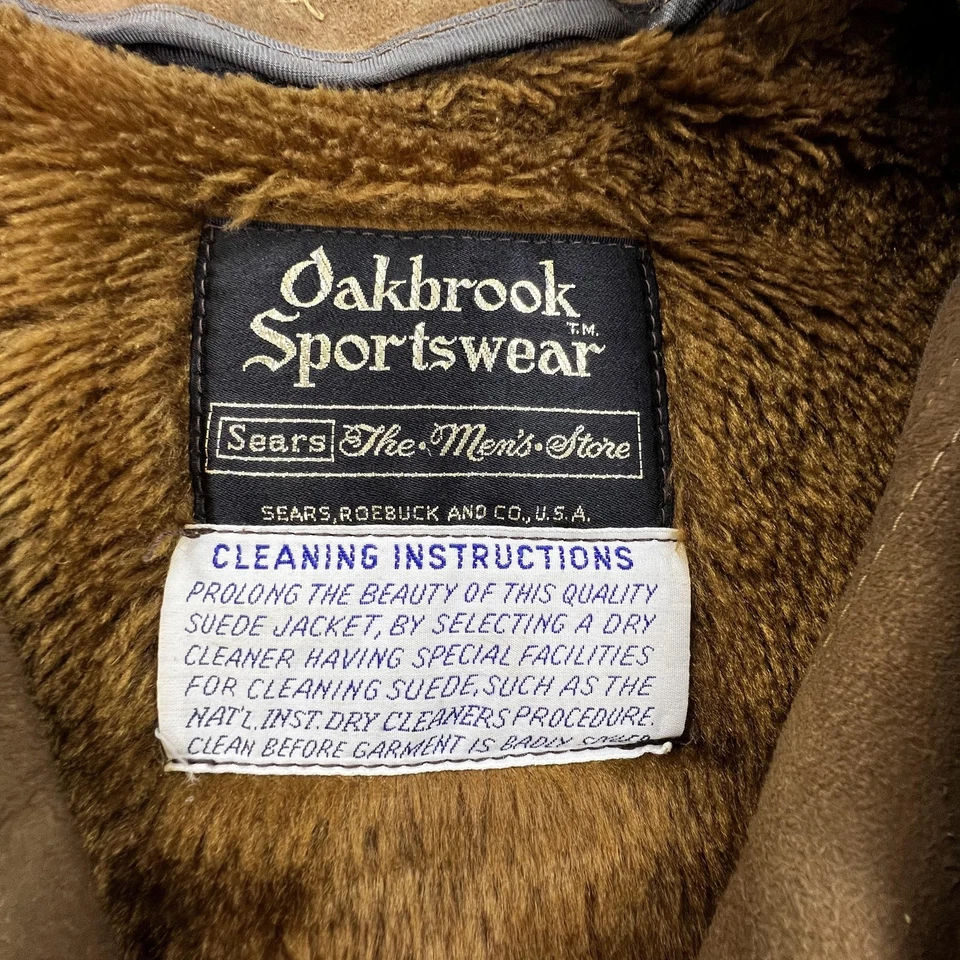 Oakbrook
Sportswear T.M.
Sears The·Men's·Store
SEARS, ROEBUCK AND CO., U.S.A.
CLEANING INSTRUCTIONS
PROLONG THE BEAUTY OF THIS QUALITY
SUEDE JACKET, BY SELECTING A DRY
CLEANER HAVING SPECIAL FACILITIES
FOR CLEANING SUEDE, SUCH AS THE
NAT'L. INST. DRY CLEANERS PROCEDURE.
CLEAN BEFORE GARMENT IS BADLY SOILED